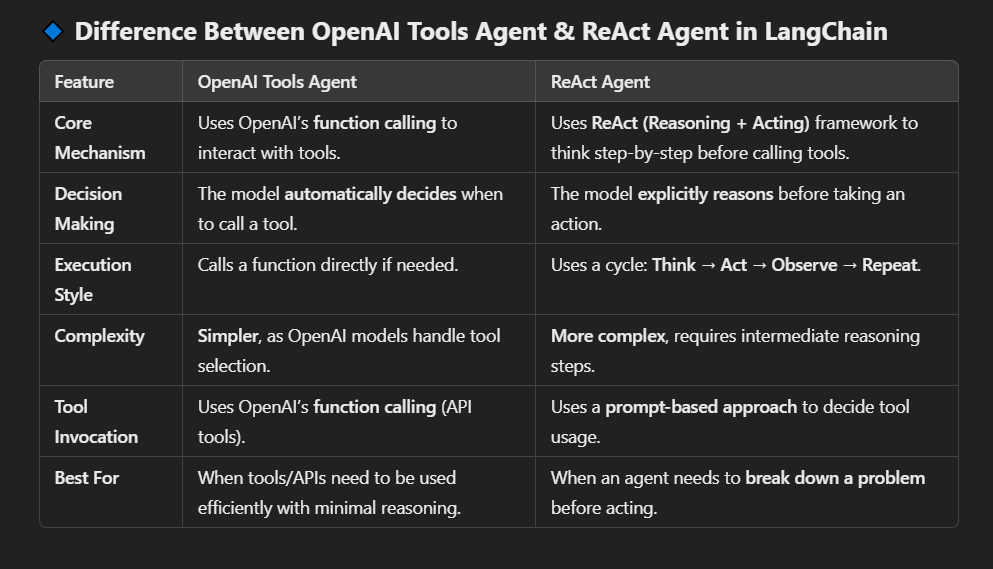 🔷 Difference Between OpenAI Tools Agent & ReAct Agent in LangChain
Feature
OpenAI Tools Agent
ReAct Agent
Core
Mechanism
Uses OpenAI’s function calling to
interact with tools.
Uses ReAct (Reasoning + Acting) framework to
think step-by-step before calling tools.
Decision
Making
The model automatically decides when
to call a tool.
The model explicitly reasons before taking an
action.
Execution
Style
Calls a function directly if needed.
Uses a cycle: Think → Act → Observe → Repeat.
Complexity
Simpler, as OpenAI models handle tool
selection.
More complex, requires intermediate reasoning
steps.
Tool
Invocation
Uses OpenAI’s function calling (API
tools).
Uses a prompt-based approach to decide tool
usage.
Best For
When tools/APIs need to be used
efficiently with minimal reasoning.
When an agent needs to break down a problem
before acting.